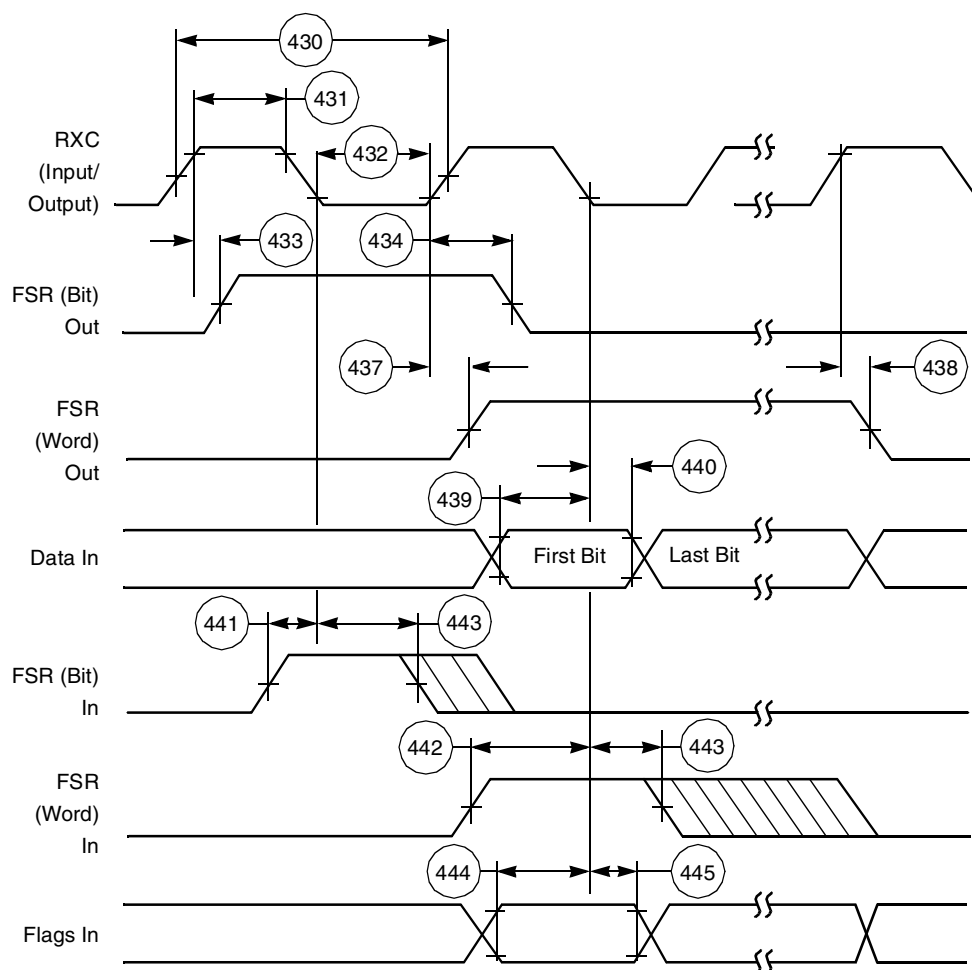 430
431
RXC
(Input/
Output)
432
433
434
FSR (Bit)
Out
437
438
FSR
(Word)
Out
440
439
Data In
First Bit
Last Bit
441
443
FSR (Bit)
In
442
443
FSR
(Word)
In
444
445
Flags In